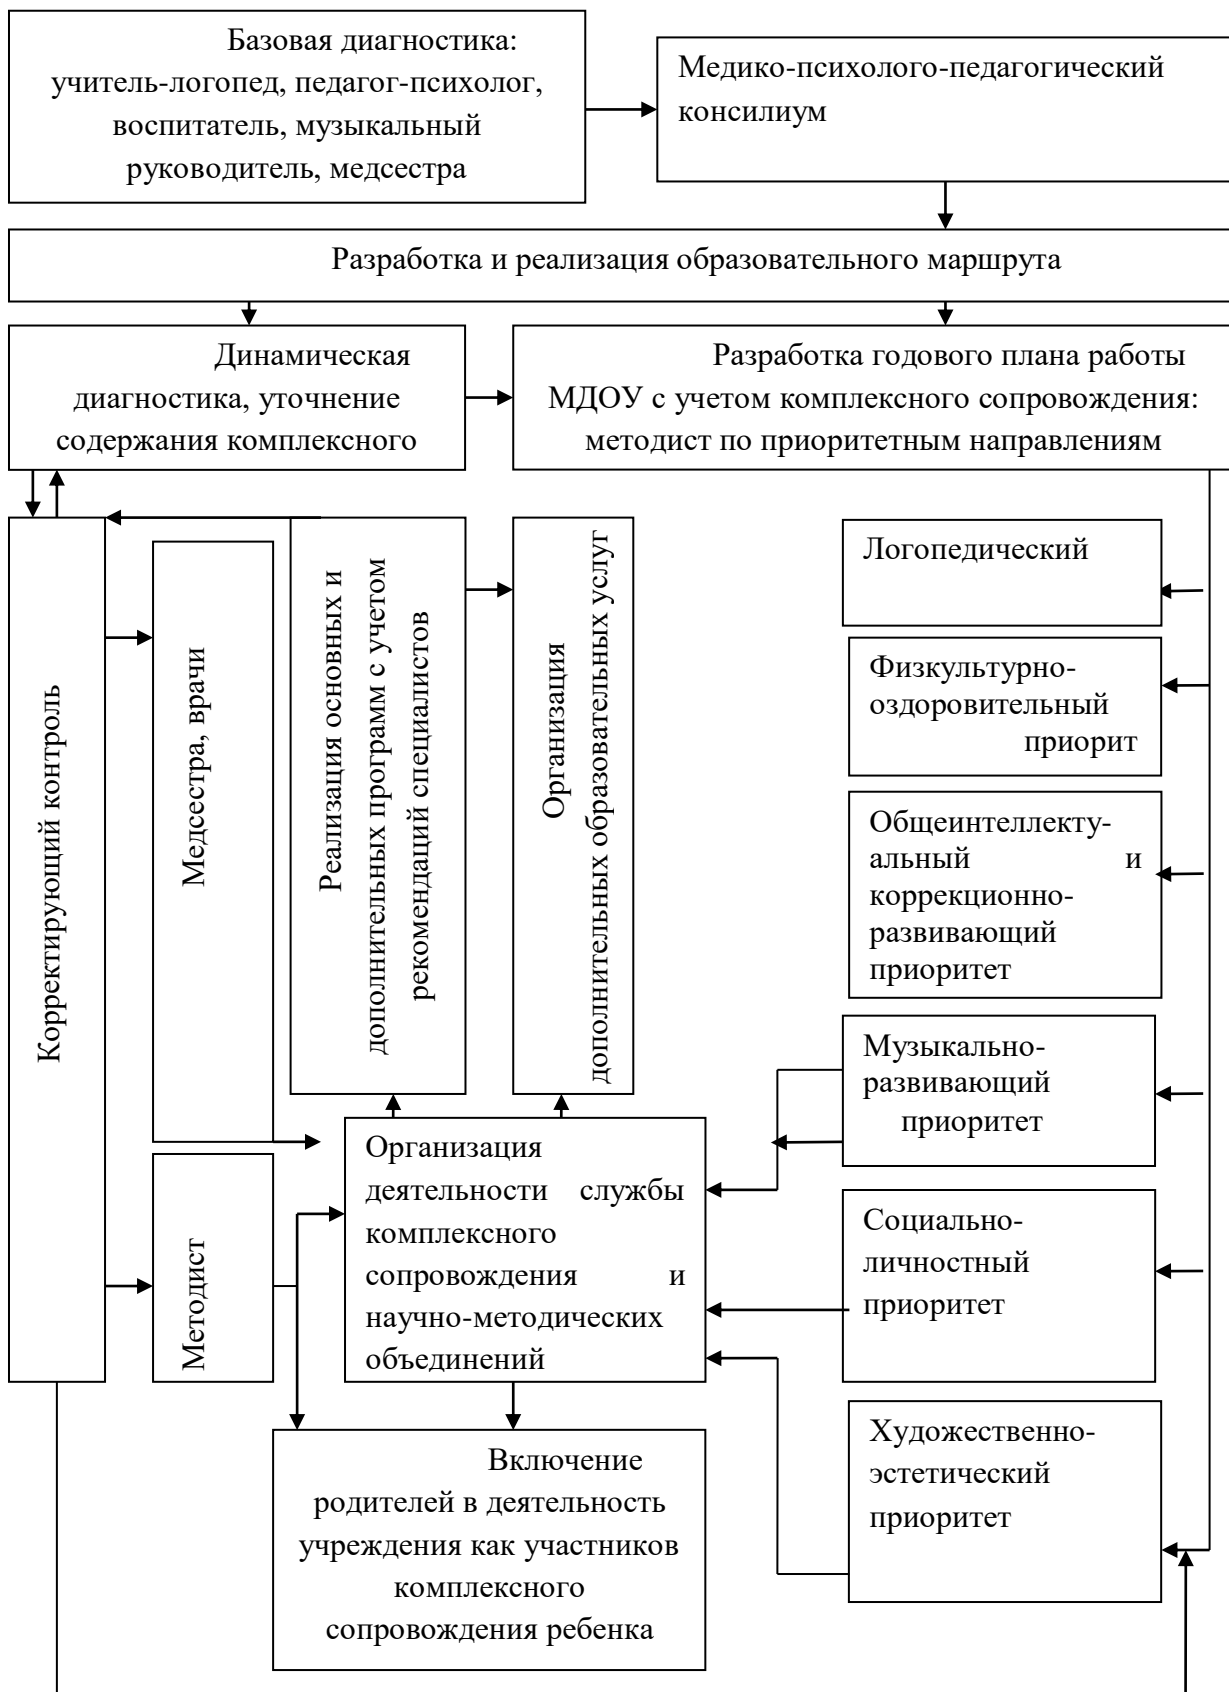 Базовая диагностика:
учитель-логопед, педагог-психолог,
воспитатель, музыкальный
руководитель, медсестра
Медико-психолого-педагогический
консилиум
Разработка и реализация образовательного маршрута
Динамическая
диагностика, уточнение
содержания комплексного
Разработка годового плана работы
МДОУ с учетом комплексного сопровождения:
методист по приоритетным направлениям
Корректирующий контроль
Медсестра, врачи
Методист
Реализация основных и
дополнительных программ с учетом
рекомендаций специалистов
Организация
дополнительных образовательных услуг
Логопедический
Физкультурно-
оздоровительный
приорит
Общеинтеллекту-
альный и
коррекционно-
развивающий
приоритет
Музыкально-
развивающий
приоритет
Социально-
личностный
приоритет
Художественно-
эстетический
приоритет
Организация
деятельности службы
комплексного
сопровождения и
научно-методических
объединений
Включение
родителей в деятельность
учреждения как участников
комплексного
сопровождения ребенка